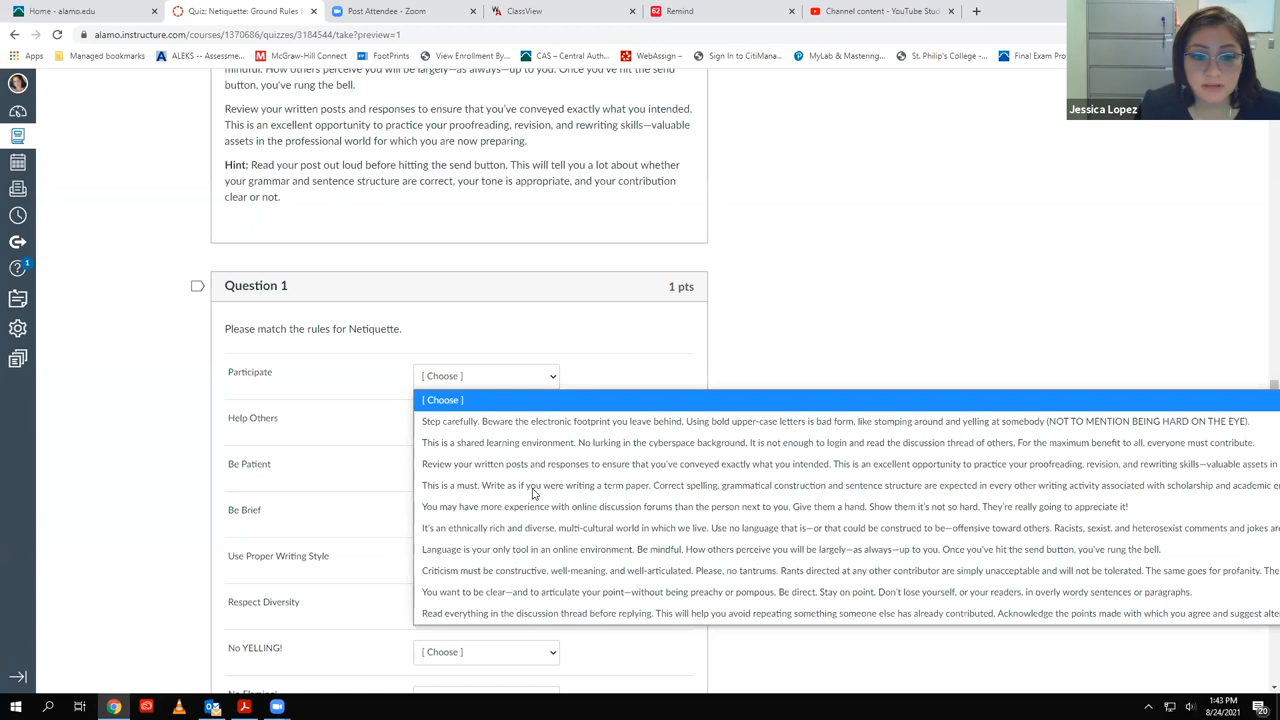 Home - alamo.edu
Quiz: Netiquette: Ground Rules
Post Attendee - Zoom
ClassView
62 Remind
Channel content - YouTube Stud
alamo.instructure.com/courses/1370686/quizzes/3184544/take?preview=1
Apps
Managed bookmarks
ALEKS -- Assessme...
McGraw-Hill Connect
FootPrints
View Enrollment By...
CAS – Central Auth...
WebAssign –
Sign In to CitiMana...
MyLab & Mastering...
St. Philip's College -...
Final Exam Pro
Jessica Lopez
mindful. How others perceive you will be largely—as always—up to you. Once you've hit the send
button, you've rung the bell.
Review your written posts and responses to ensure that you've conveyed exactly what you intended.
This is an excellent opportunity to practice your proofreading, revision, and rewriting skills—valuable
assets in the professional world for which you are now preparing.
Hint: Read your post out loud before hitting the send button. This will tell you a lot about whether
your grammar and sentence structure are correct, your tone is appropriate, and your contribution
clear or not.
Question 1
1 pts
Please match the rules for Netiquette.
Participate
[ Choose ]
[ Choose ]
Step carefully. Beware the electronic footprint you leave behind. Using bold upper-case letters is bad form, like stomping around and yelling at somebody (NOT TO MENTION BEING HARD ON THE EYE).
This is a shared learning environment. No lurking in the cyberspace background. It is not enough to login and read the discussion thread of others. For the maximum benefit to all, everyone must contribute.
Review your written posts and responses to ensure that you've conveyed exactly what you intended. This is an excellent opportunity to practice your proofreading, revision, and rewriting skills—valuable assets in
This is a must. Write as if you were writing a term paper. Correct spelling, grammatical construction and sentence structure are expected in every other writing activity associated with scholarship and academic e
You may have more experience with online discussion forums than the person next to you. Give them a hand. Show them it's not so hard. They're really going to appreciate it!
It's an ethnically rich and diverse, multi-cultural world in which we live. Use no language that is—or that could be construed to be—offensive toward others. Racists, sexist, and heterosexist comments and jokes are
Language is your only tool in an online environment. Be mindful. How others perceive you will be largely—as always—up to you. Once you've hit the send button, you've rung the bell.
Criticism must be constructive, well-meaning, and well-articulated. Please, no tantrums. Rants directed at any other contributor are simply unacceptable and will not be tolerated. The same goes for profanity. The
You want to be clear—and to articulate your point—without being preachy or pompous. Be direct. Stay on point. Don't lose yourself, or your readers, in overly wordy sentences or paragraphs.
Read everything in the discussion thread before replying. This will help you avoid repeating something someone else has already contributed. Acknowledge the points made with which you agree and suggest alte
Help Others
Be Patient
Be Brief
Use Proper Writing Style
Respect Diversity
No YELLING!
[ Choose ]
1
1:43 PM
8/24/2021
20